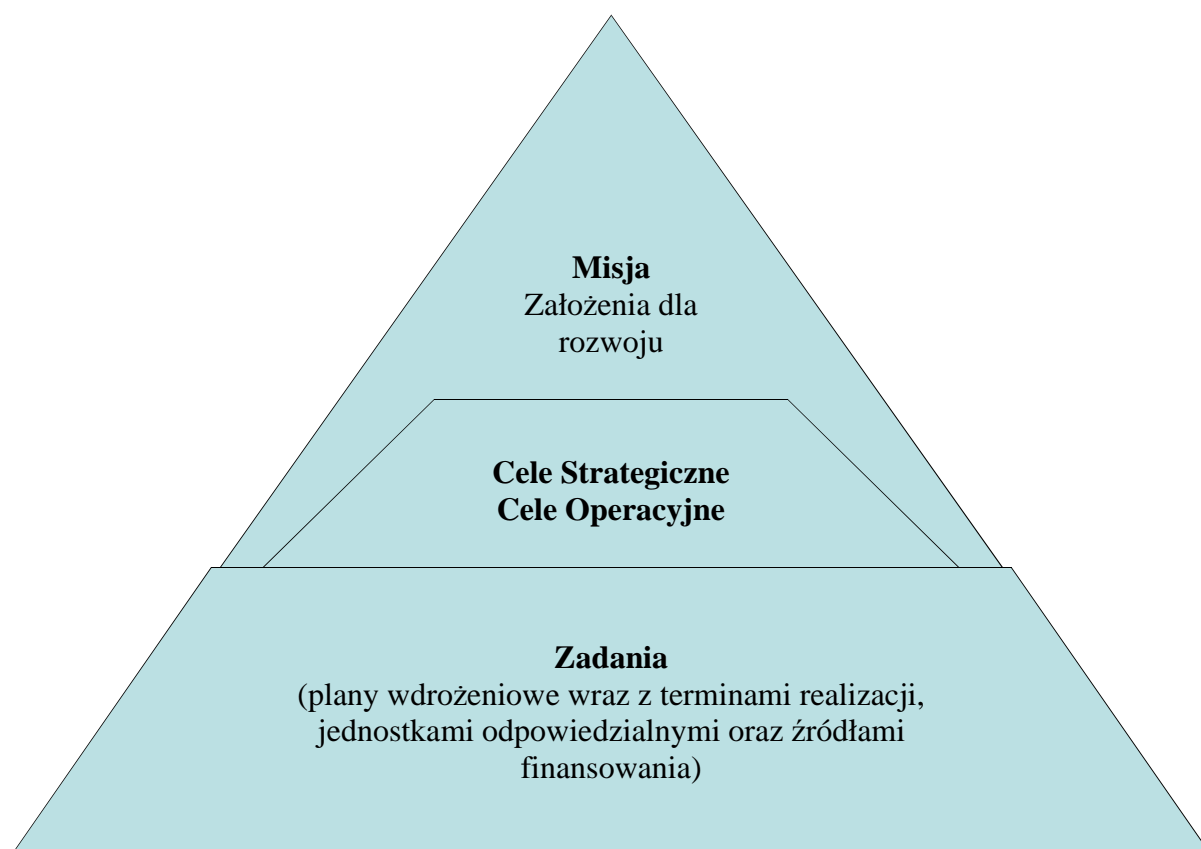 Misja
Założenia dla
rozwoju
Cele Strategiczne
Cele Operacyjne
Zadania
(plany wdrożeniowe wraz z terminami realizacji,
jednostkami odpowiedzialnymi oraz źródłami
finansowania)